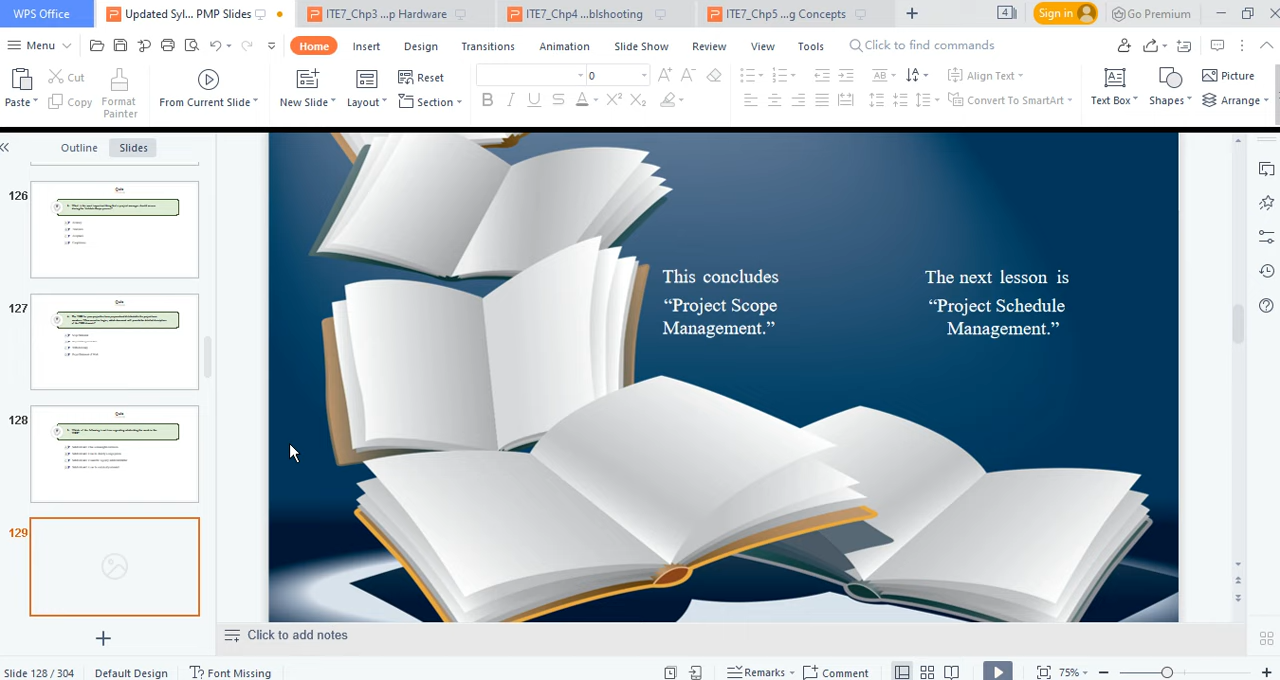 WPS Office
Updated Syl... PMP Slides
ITE7_Chp3 ...p Hardware
ITE7_Chp4 ...blshooting
ITE7_Chp5 ...g Concepts
4
Sign in
Go Premium
Menu
Home
Insert
Design
Transitions
Animation
Slide Show
Review
View
Tools
Click to find commands
Paste
Cut
Copy
Format
Painter
From Current Slide
New Slide
Layout
Reset
Section
0
Align Text
Convert To SmartArt
Text Box
Shapes
Picture
Arrange
Outline
Slides
126
127
128
129
This concludes
“Project Scope
Management.”
The next lesson is
“Project Schedule
Management.”
Click to add notes
Slide 128 / 304
Default Design
Font Missing
Remarks
Comment
75%